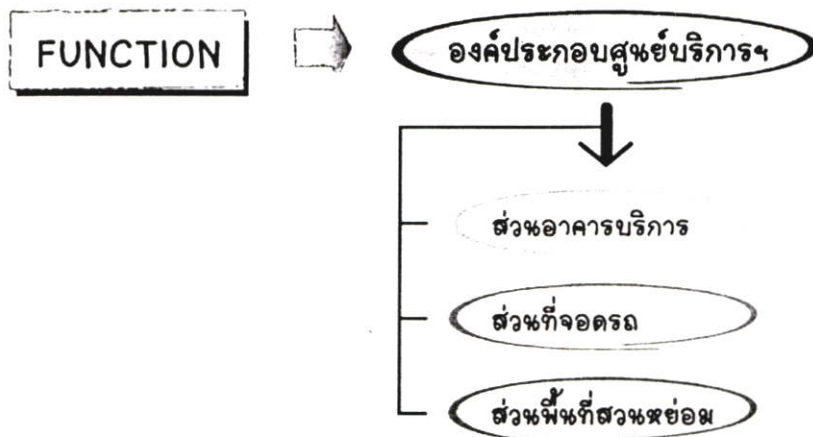 FUNCTION
องค์ประกอบศูนย์บริการฯ
ส่วนอาคารบริการ
ส่วนที่จอดรถ
ส่วนพื้นที่สวนหย่อม